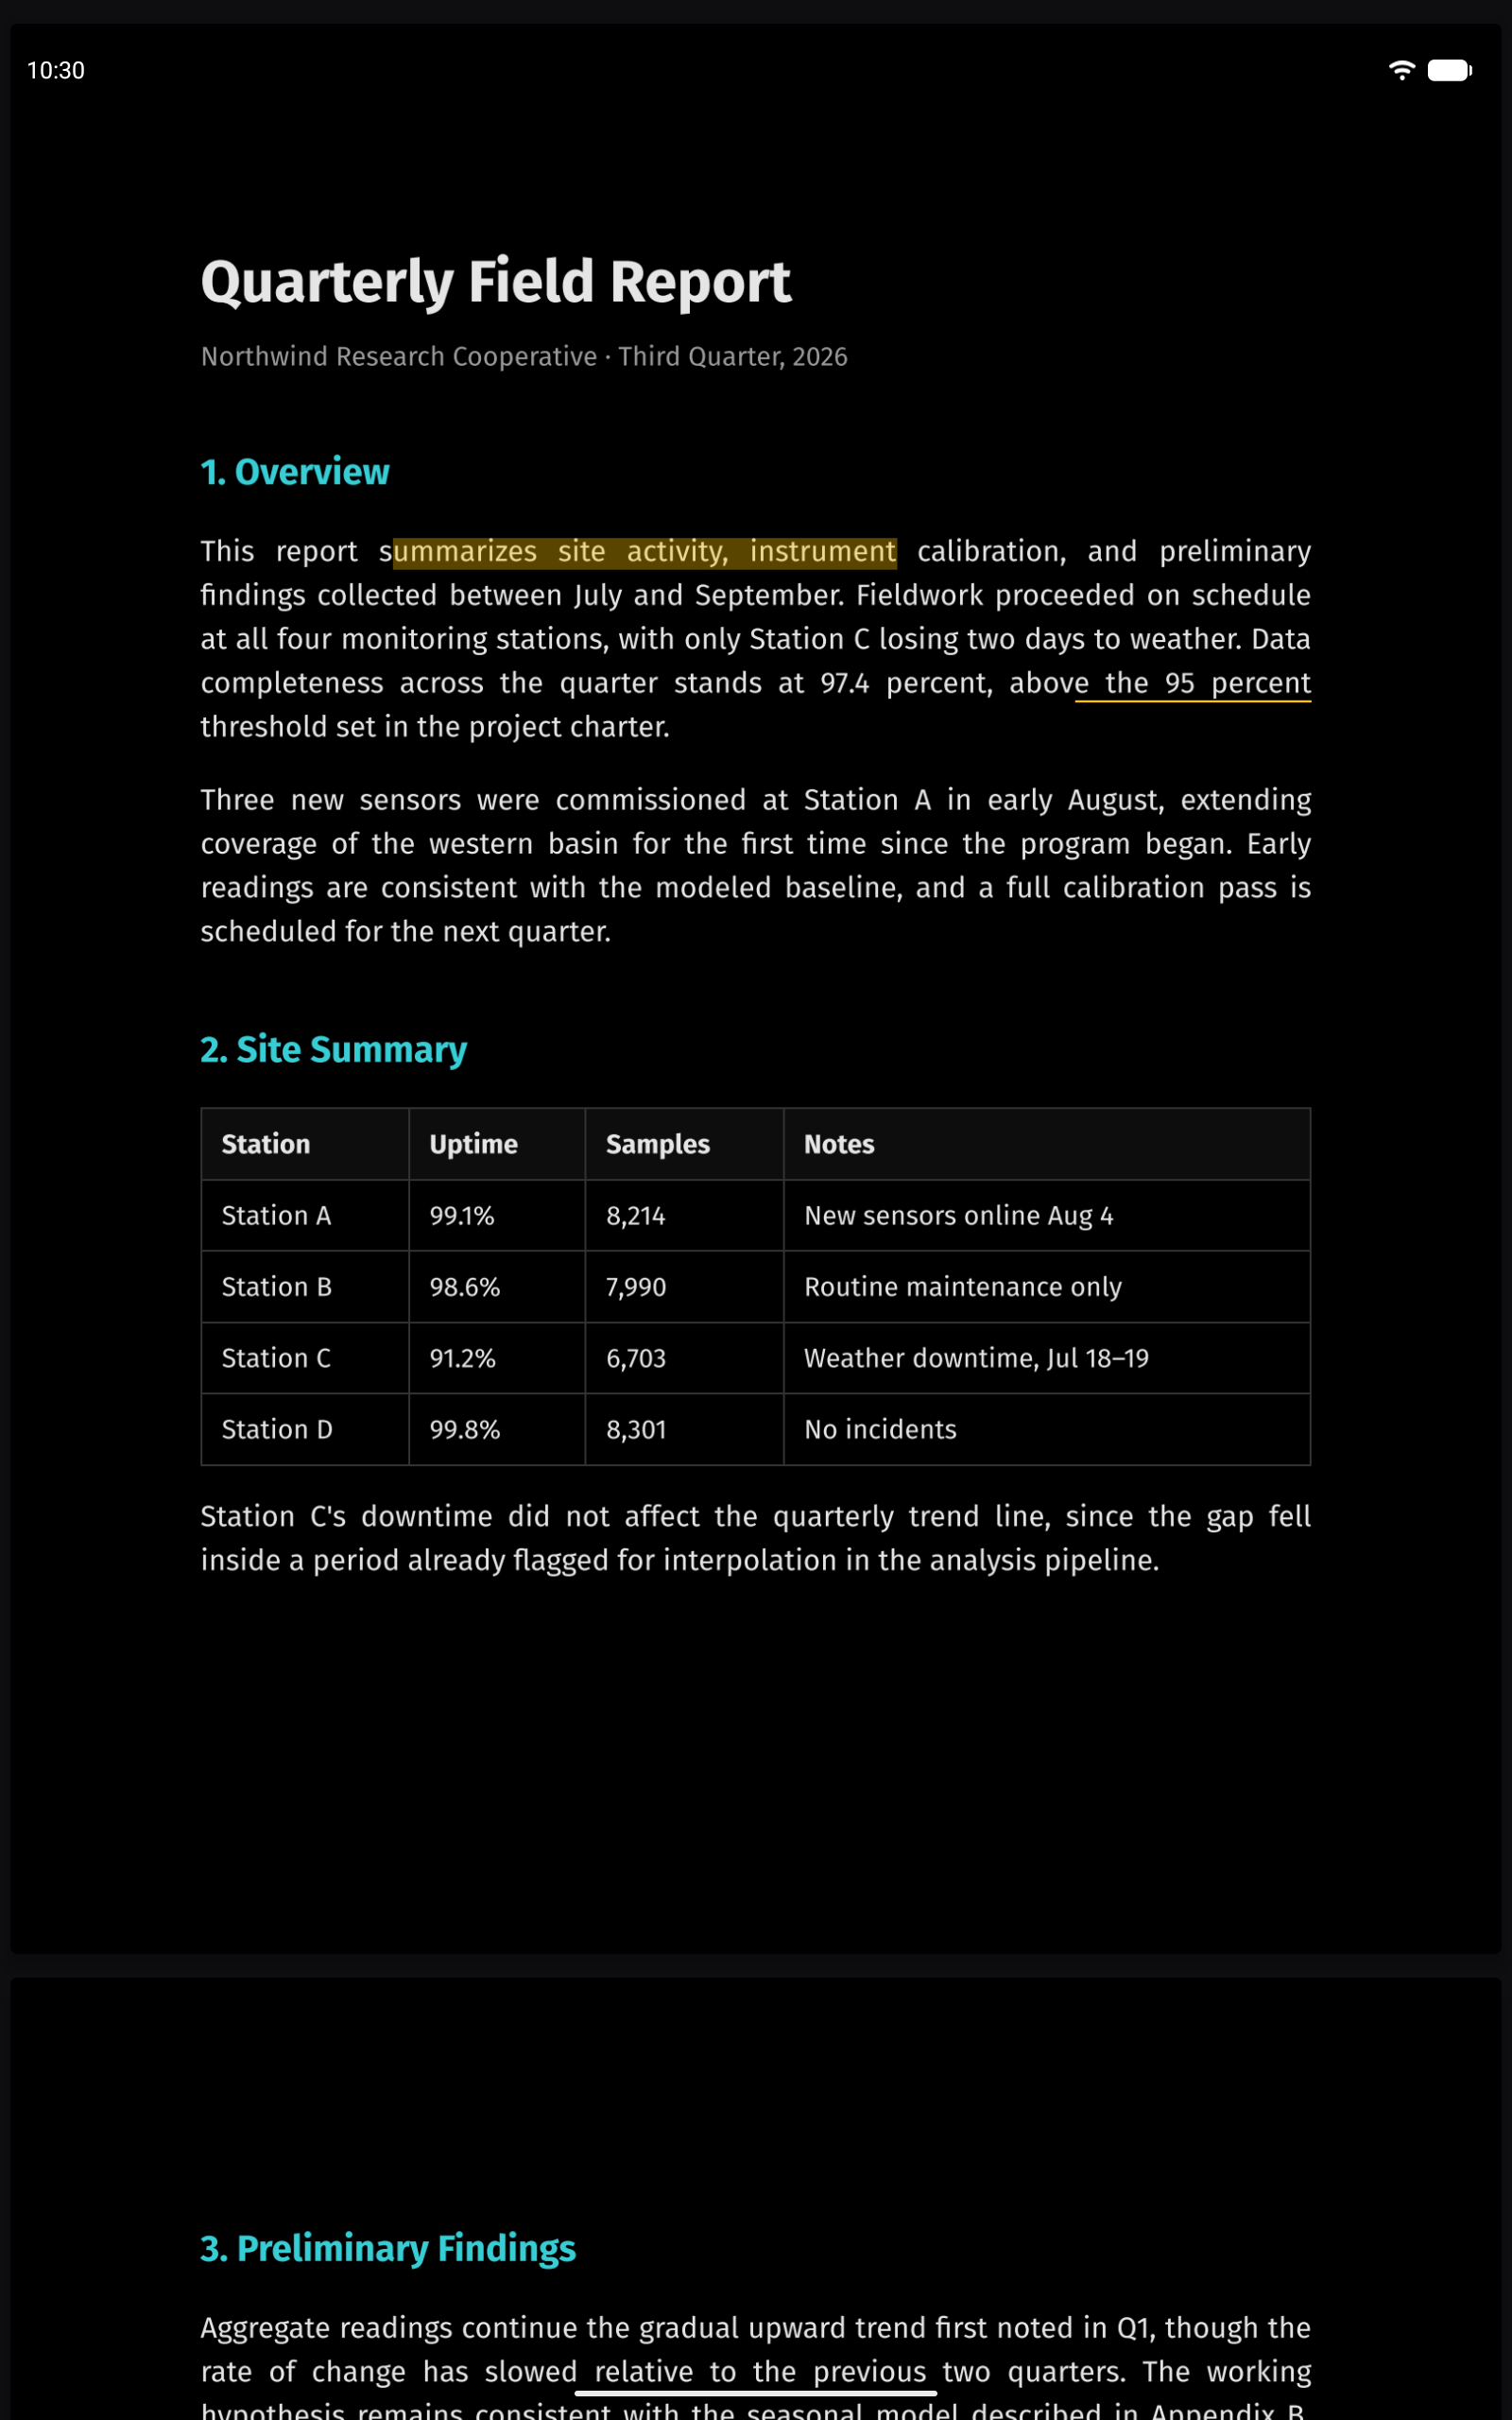 10:30
Quarterly Field Report
Northwind Research Cooperative · Third Quarter, 2026
1. Overview
This report summarizes site activity, instrument calibration, and preliminary
findings collected between July and September. Fieldwork proceeded on schedule
at all four monitoring stations, with only Station C losing two days to weather. Data
completeness across the quarter stands at 97.4 percent, above the 95 percent
threshold set in the project charter.
Three new sensors were commissioned at Station A in early August, extending
coverage of the western basin for the first time since the program began. Early
readings are consistent with the modeled baseline, and a full calibration pass is
scheduled for the next quarter.
2. Site Summary
Station Uptime Samples Notes
Station A 99.1% 8,214 New sensors online Aug 4
Station B 98.6% 7,990 Routine maintenance only
Station C 91.2% 6,703 Weather downtime, Jul 18–19
Station D 99.8% 8,301 No incidents
Station C's downtime did not affect the quarterly trend line, since the gap fell
inside a period already flagged for interpolation in the analysis pipeline.
3. Preliminary Findings
Aggregate readings continue the gradual upward trend first noted in Q1, though the
rate of change has slowed relative to the previous two quarters. The working
hypothesis remains consistent with the seasonal model described in Appendix B.